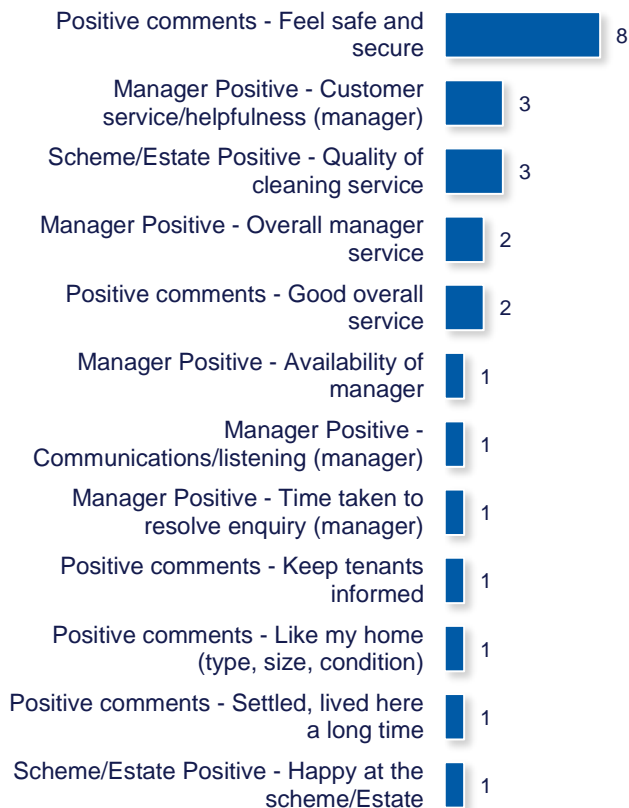 Positive comments - Feel safe and
secure
8
Manager Positive - Customer
service/helpfulness (manager)
3
Scheme/Estate Positive - Quality of
cleaning service
3
Manager Positive - Overall manager
service
2
Positive comments - Good overall
service
2
Manager Positive - Availability of
manager
1
Manager Positive -
Communications/listening (manager)
1
Manager Positive - Time taken to
resolve enquiry (manager)
1
Positive comments - Keep tenants
informed
1
Positive comments - Like my home
(type, size, condition)
1
Positive comments - Settled, lived here
a long time
1
Scheme/Estate Positive - Happy at the
scheme/Estate
1